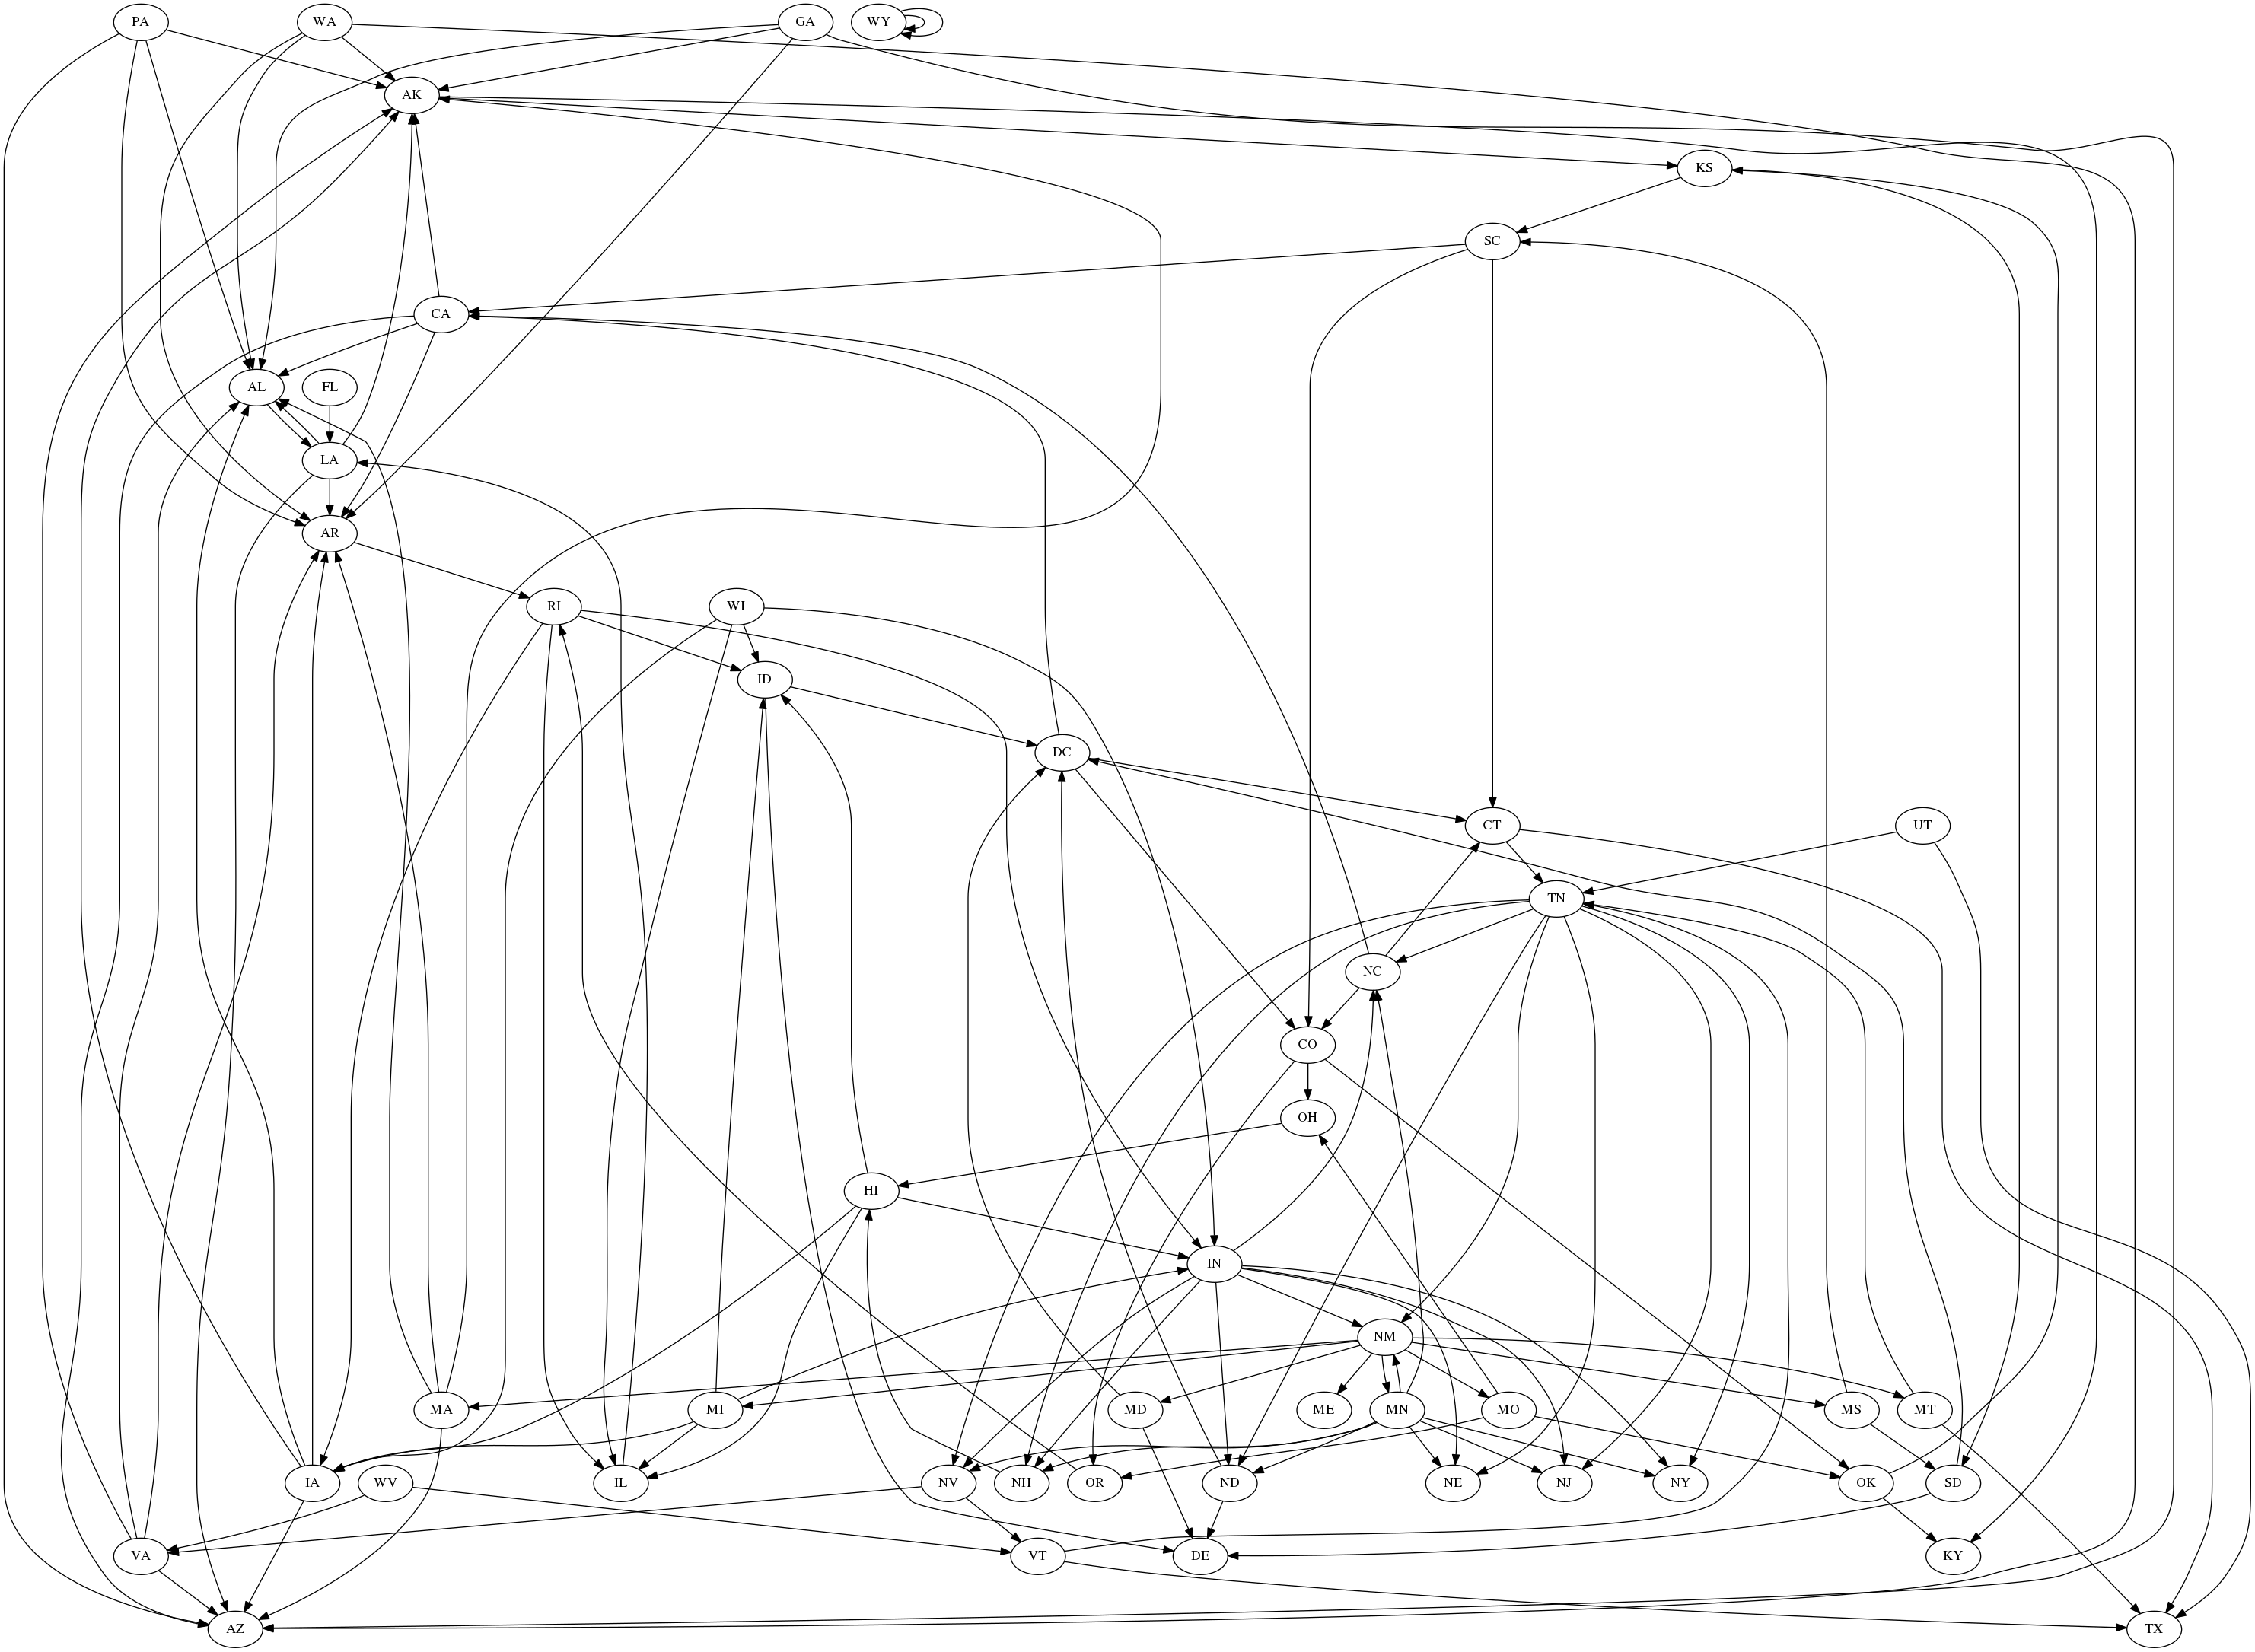 PA WA GA WY
AK
KS
SC
CA
AL FL
LA
AR
RI WI
ID
DC
CT UT
TN
NC
CO
OH
HI
IN
NM
MA MI MD ME MN MO MS MT
IA WV IL NV NH OR ND NE NJ NY OK SD
VA VT DE KY
AZ TX